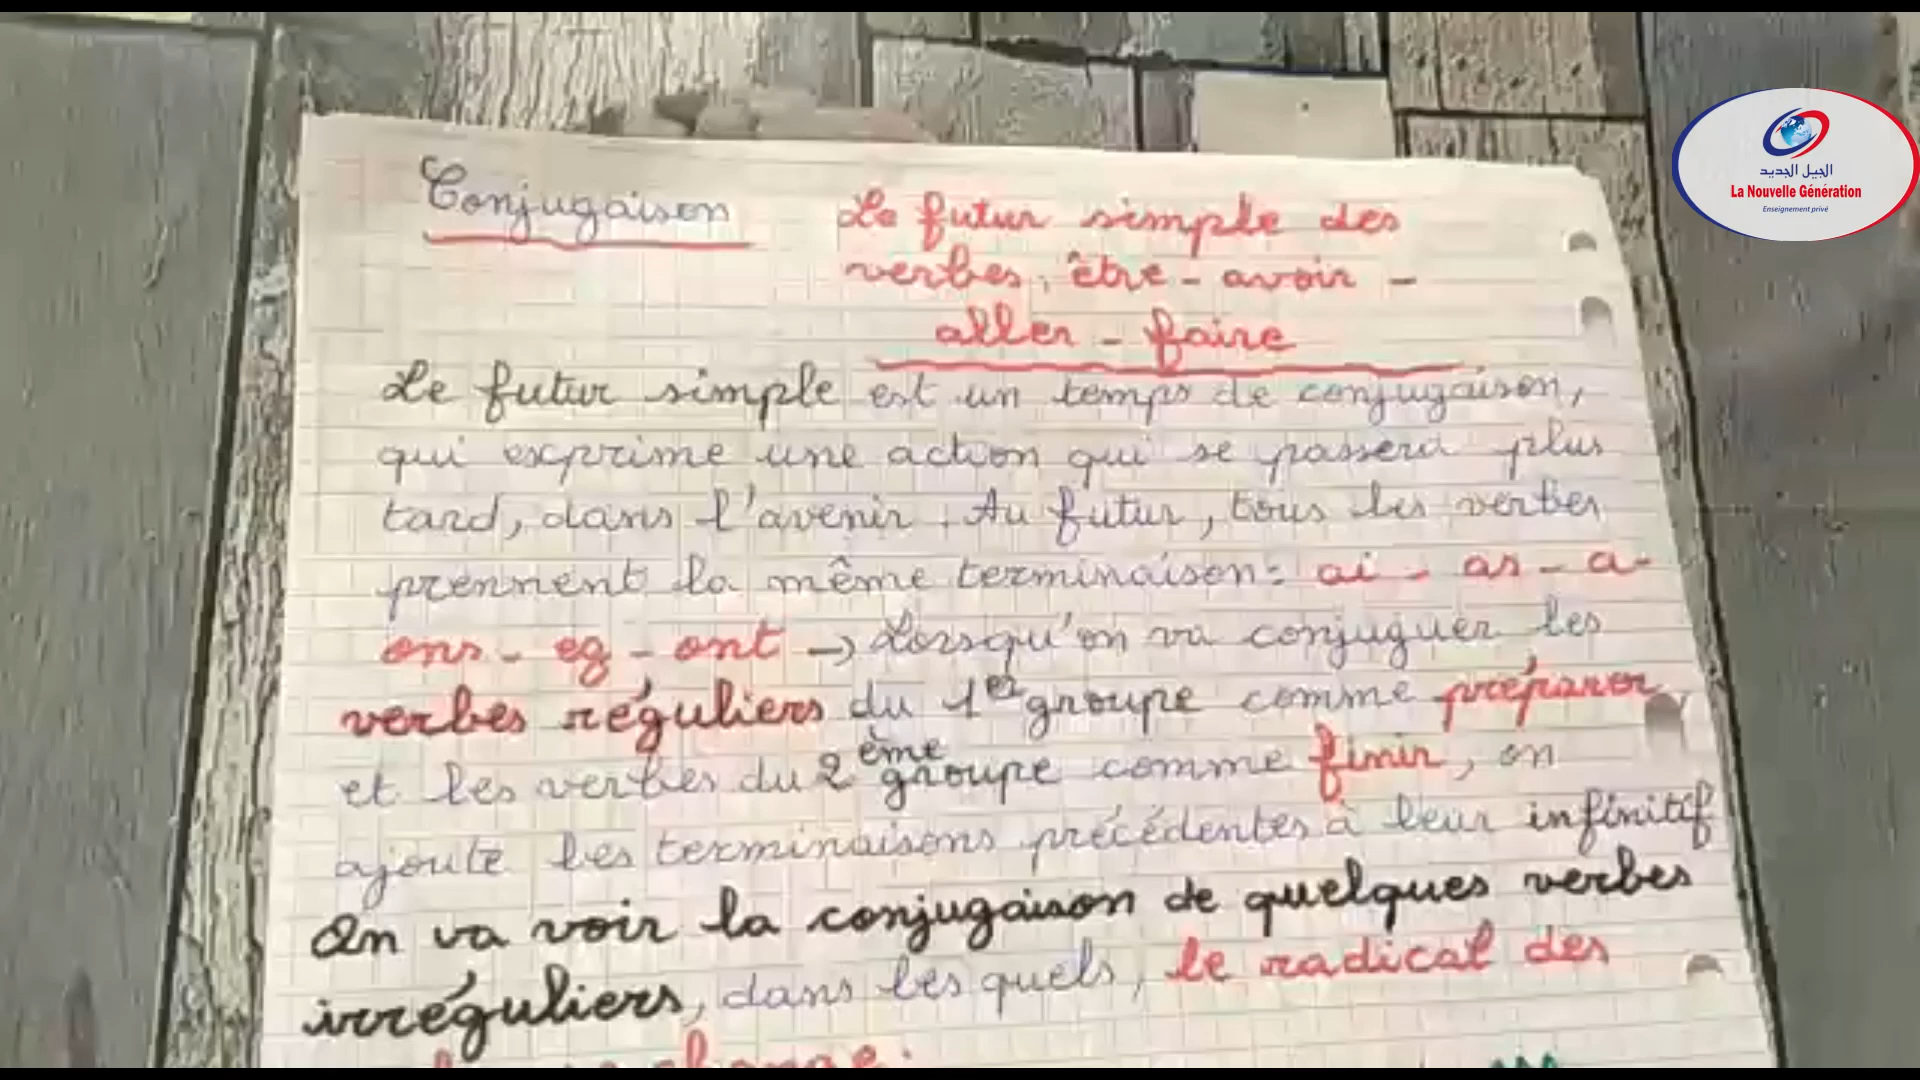 Conjugaison
Le futur simple des
verbes, être - avoir -
aller - faire
Le futur simple est un temps de conjugaison,
qui exprime une action qui se passera plus
tard, dans l'avenir. Au futur, tous les verbes
prennent la même terminaison: ai - as - a -
ons - ez - ont → Lorsqu'on va conjuguer les
verbes réguliers du 1er groupe comme préparer,
et les verbes du 2ème groupe comme finir, on
ajoute les terminaisons précédentes à leur infinitif
On va voir la conjugaison de quelques verbes
irréguliers, dans les quels, le radical des
change.
الجيل الجديد
La Nouvelle Génération
Enseignement privé